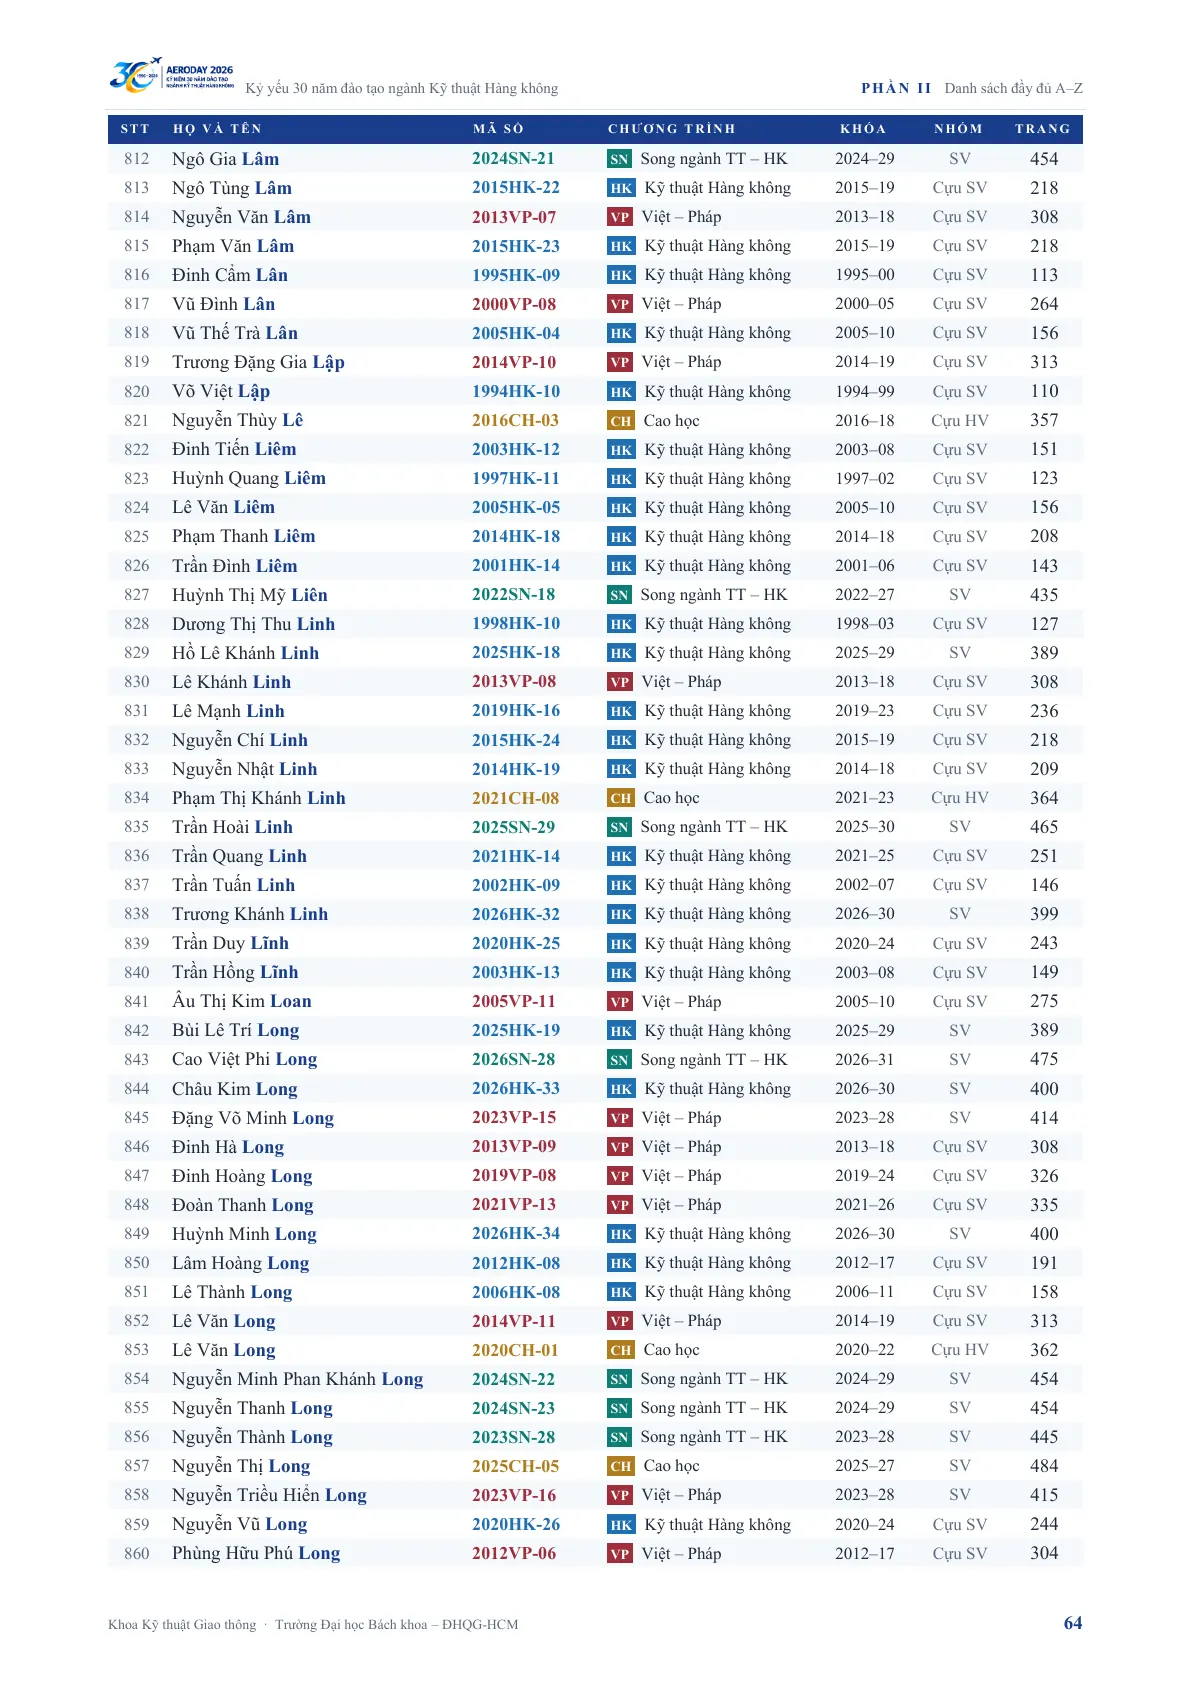 30 1996 - 2026 AERODAY 2026
KỶ NIỆM 30 NĂM ĐÀO TẠO
NGÀNH KỸ THUẬT HÀNG KHÔNG
Kỷ yếu 30 năm đào tạo ngành Kỹ thuật Hàng không PHẦN II Danh sách đầy đủ A–Z
STT HỌ VÀ TÊN MÃ SỐ CHƯƠNG TRÌNH KHÓA NHÓM TRANG
812 Ngô Gia Lâm 2024SN-21 SN Song ngành TT – HK 2024–29 SV 454
813 Ngô Tùng Lâm 2015HK-22 HK Kỹ thuật Hàng không 2015–19 Cựu SV 218
814 Nguyễn Văn Lâm 2013VP-07 VP Việt – Pháp 2013–18 Cựu SV 308
815 Phạm Văn Lâm 2015HK-23 HK Kỹ thuật Hàng không 2015–19 Cựu SV 218
816 Đinh Cẩm Lân 1995HK-09 HK Kỹ thuật Hàng không 1995–00 Cựu SV 113
817 Vũ Đình Lân 2000VP-08 VP Việt – Pháp 2000–05 Cựu SV 264
818 Vũ Thế Trà Lân 2005HK-04 HK Kỹ thuật Hàng không 2005–10 Cựu SV 156
819 Trương Đặng Gia Lập 2014VP-10 VP Việt – Pháp 2014–19 Cựu SV 313
820 Võ Việt Lập 1994HK-10 HK Kỹ thuật Hàng không 1994–99 Cựu SV 110
821 Nguyễn Thùy Lê 2016CH-03 CH Cao học 2016–18 Cựu HV 357
822 Đinh Tiến Liêm 2003HK-12 HK Kỹ thuật Hàng không 2003–08 Cựu SV 151
823 Huỳnh Quang Liêm 1997HK-11 HK Kỹ thuật Hàng không 1997–02 Cựu SV 123
824 Lê Văn Liêm 2005HK-05 HK Kỹ thuật Hàng không 2005–10 Cựu SV 156
825 Phạm Thanh Liêm 2014HK-18 HK Kỹ thuật Hàng không 2014–18 Cựu SV 208
826 Trần Đình Liêm 2001HK-14 HK Kỹ thuật Hàng không 2001–06 Cựu SV 143
827 Huỳnh Thị Mỹ Liên 2022SN-18 SN Song ngành TT – HK 2022–27 SV 435
828 Dương Thị Thu Linh 1998HK-10 HK Kỹ thuật Hàng không 1998–03 Cựu SV 127
829 Hồ Lê Khánh Linh 2025HK-18 HK Kỹ thuật Hàng không 2025–29 SV 389
830 Lê Khánh Linh 2013VP-08 VP Việt – Pháp 2013–18 Cựu SV 308
831 Lê Mạnh Linh 2019HK-16 HK Kỹ thuật Hàng không 2019–23 Cựu SV 236
832 Nguyễn Chí Linh 2015HK-24 HK Kỹ thuật Hàng không 2015–19 Cựu SV 218
833 Nguyễn Nhật Linh 2014HK-19 HK Kỹ thuật Hàng không 2014–18 Cựu SV 209
834 Phạm Thị Khánh Linh 2021CH-08 CH Cao học 2021–23 Cựu HV 364
835 Trần Hoài Linh 2025SN-29 SN Song ngành TT – HK 2025–30 SV 465
836 Trần Quang Linh 2021HK-14 HK Kỹ thuật Hàng không 2021–25 Cựu SV 251
837 Trần Tuấn Linh 2002HK-09 HK Kỹ thuật Hàng không 2002–07 Cựu SV 146
838 Trương Khánh Linh 2026HK-32 HK Kỹ thuật Hàng không 2026–30 SV 399
839 Trần Duy Lĩnh 2020HK-25 HK Kỹ thuật Hàng không 2020–24 Cựu SV 243
840 Trần Hồng Lĩnh 2003HK-13 HK Kỹ thuật Hàng không 2003–08 Cựu SV 149
841 Âu Thị Kim Loan 2005VP-11 VP Việt – Pháp 2005–10 Cựu SV 275
842 Bùi Lê Trí Long 2025HK-19 HK Kỹ thuật Hàng không 2025–29 SV 389
843 Cao Việt Phi Long 2026SN-28 SN Song ngành TT – HK 2026–31 SV 475
844 Châu Kim Long 2026HK-33 HK Kỹ thuật Hàng không 2026–30 SV 400
845 Đặng Võ Minh Long 2023VP-15 VP Việt – Pháp 2023–28 SV 414
846 Đinh Hà Long 2013VP-09 VP Việt – Pháp 2013–18 Cựu SV 308
847 Đinh Hoàng Long 2019VP-08 VP Việt – Pháp 2019–24 Cựu SV 326
848 Đoàn Thanh Long 2021VP-13 VP Việt – Pháp 2021–26 Cựu SV 335
849 Huỳnh Minh Long 2026HK-34 HK Kỹ thuật Hàng không 2026–30 SV 400
850 Lâm Hoàng Long 2012HK-08 HK Kỹ thuật Hàng không 2012–17 Cựu SV 191
851 Lê Thành Long 2006HK-08 HK Kỹ thuật Hàng không 2006–11 Cựu SV 158
852 Lê Văn Long 2014VP-11 VP Việt – Pháp 2014–19 Cựu SV 313
853 Lê Văn Long 2020CH-01 CH Cao học 2020–22 Cựu HV 362
854 Nguyễn Minh Phan Khánh Long 2024SN-22 SN Song ngành TT – HK 2024–29 SV 454
855 Nguyễn Thanh Long 2024SN-23 SN Song ngành TT – HK 2024–29 SV 454
856 Nguyễn Thành Long 2023SN-28 SN Song ngành TT – HK 2023–28 SV 445
857 Nguyễn Thị Long 2025CH-05 CH Cao học 2025–27 SV 484
858 Nguyễn Triều Hiển Long 2023VP-16 VP Việt – Pháp 2023–28 SV 415
859 Nguyễn Vũ Long 2020HK-26 HK Kỹ thuật Hàng không 2020–24 Cựu SV 244
860 Phùng Hữu Phú Long 2012VP-06 VP Việt – Pháp 2012–17 Cựu SV 304
Khoa Kỹ thuật Giao thông · Trường Đại học Bách khoa – ĐHQG-HCM 64